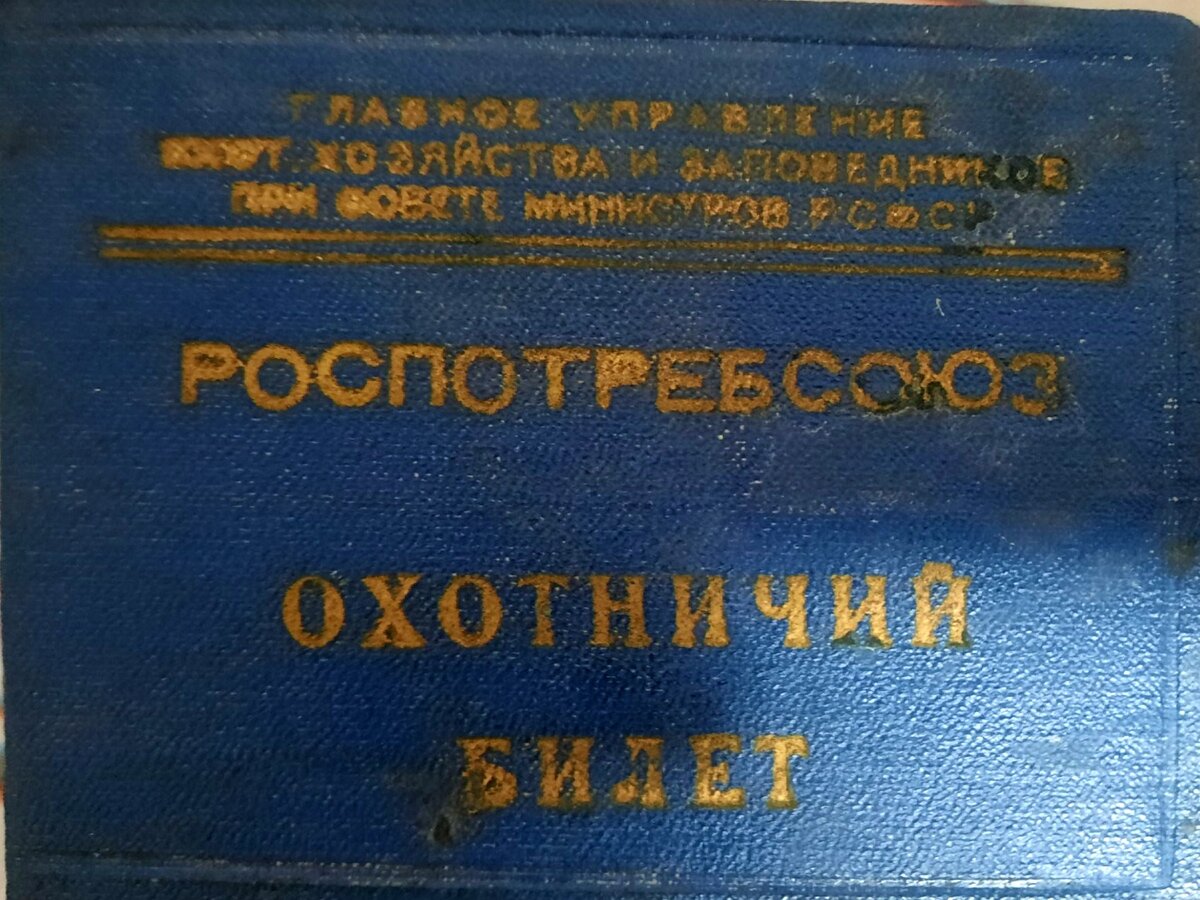 ГЛАВНОЕ УПРАВЛЕНИЕ
ОХОТ. ХОЗЯЙСТВА И ЗАПОВЕДНИКОВ
ПРИ СОВЕТЕ МИНИСТРОВ РСФСР
РОСПОТРЕБСОЮЗ
ОХОТНИЧИЙ
БИЛЕТ